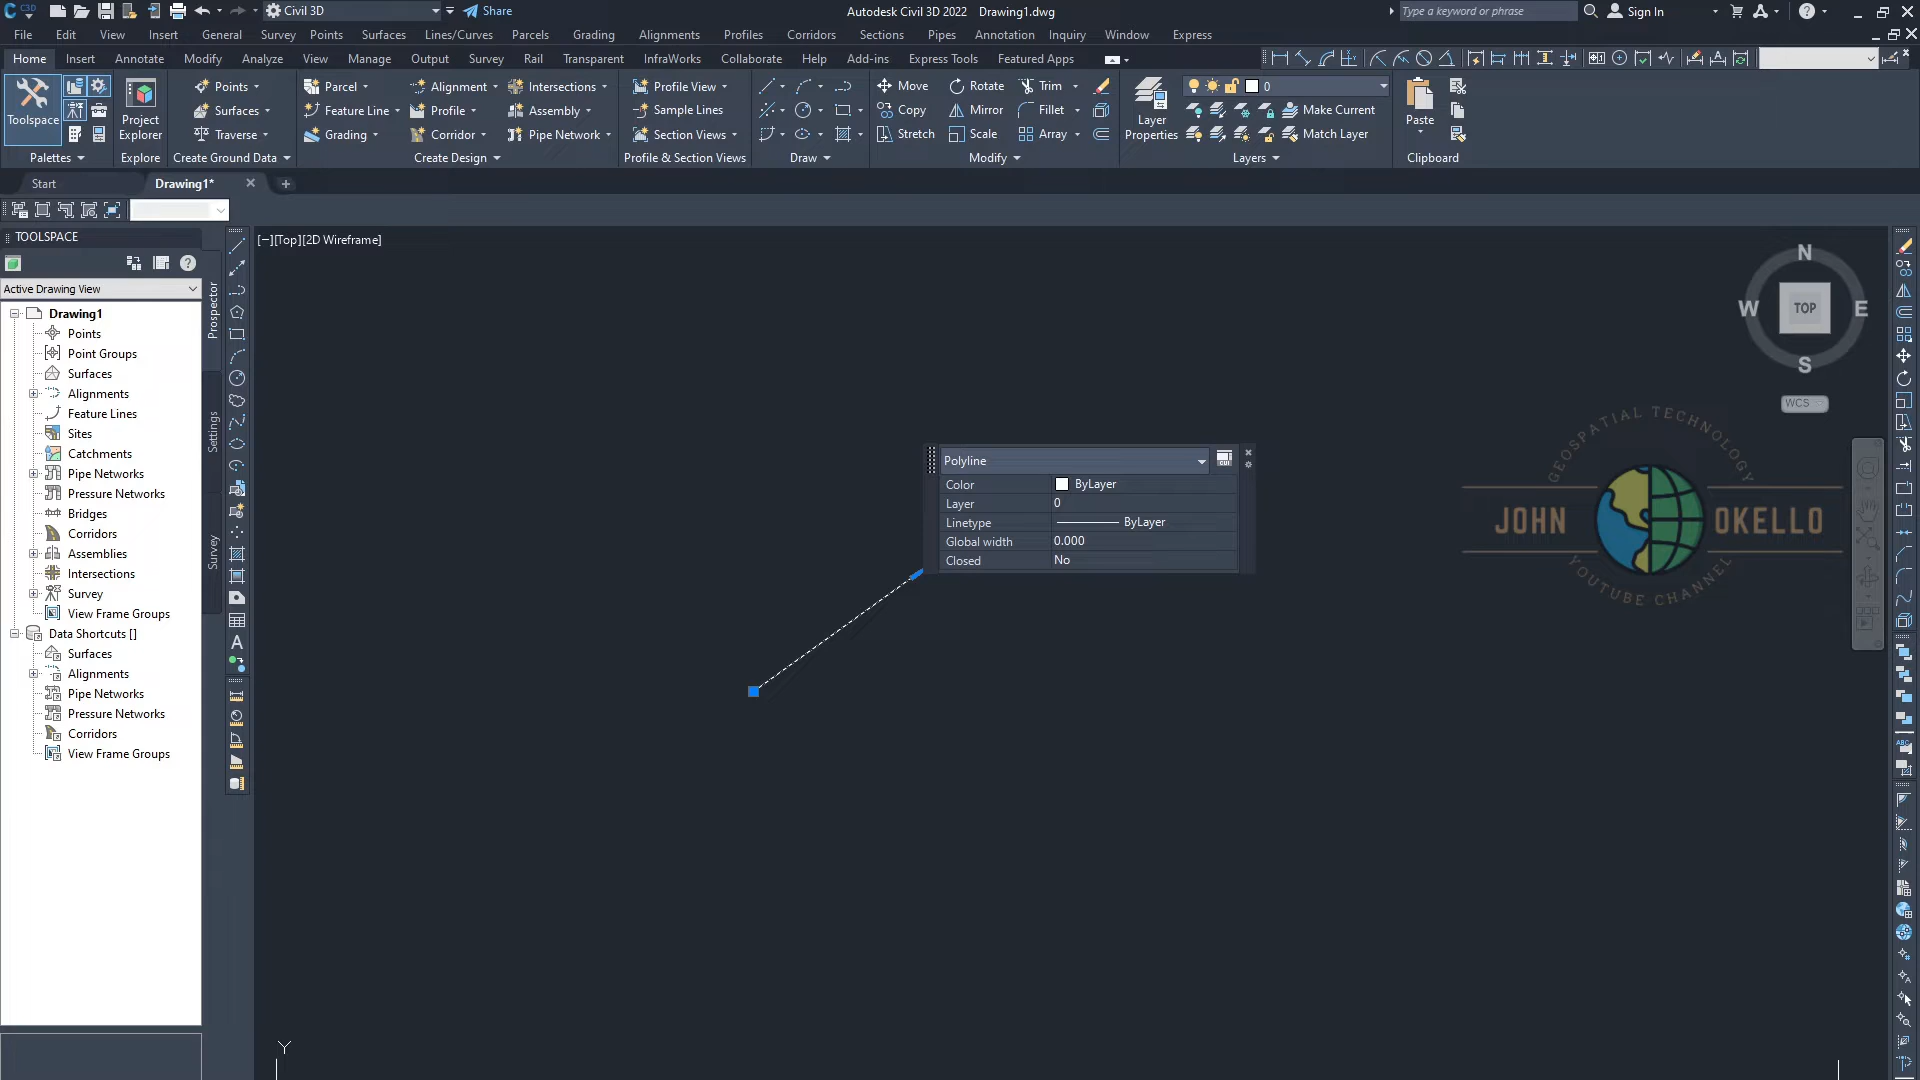 C3D
Civil 3D
Share
Autodesk Civil 3D 2022 Drawing1.dwg
Type a keyword or phrase
Sign In
File Edit View Insert General Survey Points Surfaces Lines/Curves Parcels Grading Alignments Profiles Corridors Sections Pipes Annotation Inquiry Window Express
Home Insert Annotate Modify Analyze View Manage Output Survey Rail Transparent InfraWorks Collaborate Help Add-ins Express Tools Featured Apps
Toolspace
Palettes
Project
Explorer
Explore
Points
Surfaces
Traverse
Create Ground Data
Parcel
Feature Line
Grading
Alignment
Profile
Corridor
Intersections
Assembly
Pipe Network
Create Design
Profile View
Sample Lines
Section Views
Profile & Section Views
Draw
Move
Copy
Stretch
Rotate
Mirror
Scale
Trim
Fillet
Array
Modify
Layer
Properties
0
Make Current
Match Layer
Layers
Paste
Clipboard
Start
Drawing1*
TOOLSPACE
Active Drawing View
Drawing1
Points
Point Groups
Surfaces
Alignments
Feature Lines
Sites
Catchments
Pipe Networks
Pressure Networks
Bridges
Corridors
Assemblies
Intersections
Survey
View Frame Groups
Data Shortcuts []
Surfaces
Alignments
Pipe Networks
Pressure Networks
Corridors
View Frame Groups
Prospector
Settings
Survey
[−][Top][2D Wireframe]
Polyline
Color ByLayer
Layer 0
Linetype ByLayer
Global width 0.000
Closed No
N
W TOP E
S
WCS
GEOSPATIAL TECHNOLOGY
JOHN OKELLO
YOUTUBE CHANNEL
Y